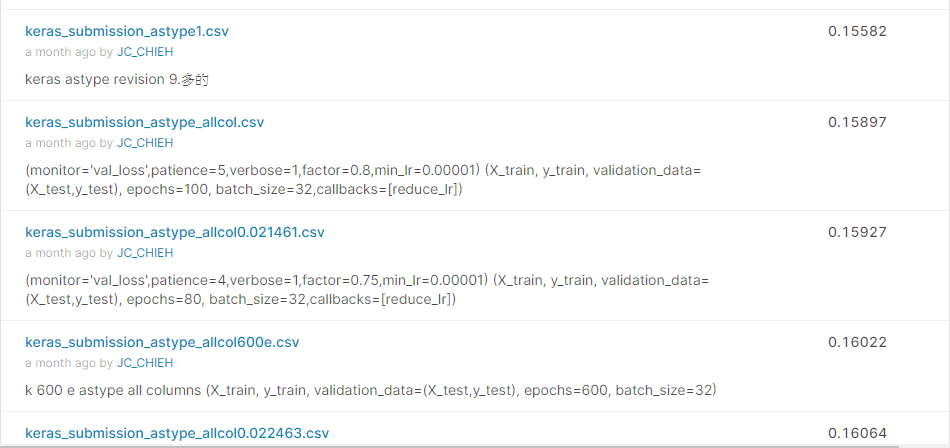 keras_submission_astype1.csv 0.15582
a month ago by JC_CHIEH
keras astype revision 9.多的
keras_submission_astype_allcol.csv 0.15897
a month ago by JC_CHIEH
(monitor='val_loss',patience=5,verbose=1,factor=0.8,min_lr=0.00001) (X_train, y_train, validation_data=
(X_test,y_test), epochs=100, batch_size=32,callbacks=[reduce_lr])
keras_submission_astype_allcol0.021461.csv 0.15927
a month ago by JC_CHIEH
(monitor='val_loss',patience=4,verbose=1,factor=0.75,min_lr=0.00001) (X_train, y_train, validation_data=
(X_test,y_test), epochs=80, batch_size=32,callbacks=[reduce_lr])
keras_submission_astype_allcol600e.csv 0.16022
a month ago by JC_CHIEH
k 600 e astype all columns (X_train, y_train, validation_data=(X_test,y_test), epochs=600, batch_size=32)
keras_submission_astype_allcol0.022463.csv 0.16064